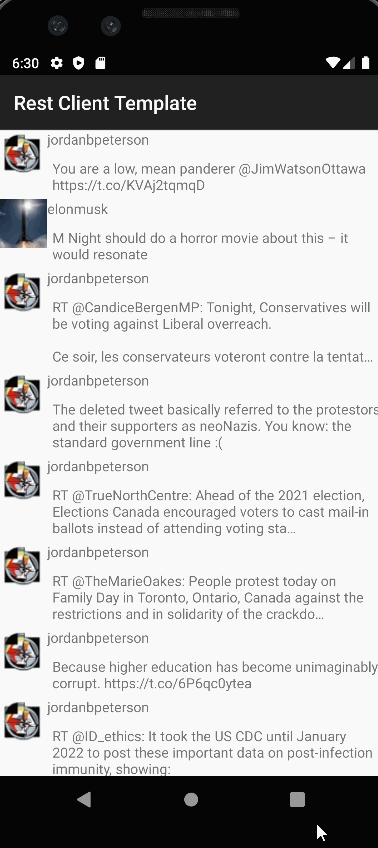 6:30
Rest Client Template
jordanbpeterson
You are a low, mean panderer @JimWatsonOttawa
https://t.co/KVAj2tqmqD
elonmusk
M Night should do a horror movie about this – it
would resonate
jordanbpeterson
RT @CandiceBergenMP: Tonight, Conservatives will
be voting against Liberal overreach.
Ce soir, les conservateurs voteront contre la tentat…
jordanbpeterson
The deleted tweet basically referred to the protestors
and their supporters as neoNazis. You know: the
standard government line :(
jordanbpeterson
RT @TrueNorthCentre: Ahead of the 2021 election,
Elections Canada encouraged voters to cast mail-in
ballots instead of attending voting sta…
jordanbpeterson
RT @TheMarieOakes: People protest today on
Family Day in Toronto, Ontario, Canada against the
restrictions and in solidarity of the crackdo…
jordanbpeterson
Because higher education has become unimaginably
corrupt. https://t.co/6P6qc0ytea
jordanbpeterson
RT @ID_ethics: It took the US CDC until January
2022 to post these important data on post-infection
immunity, showing: